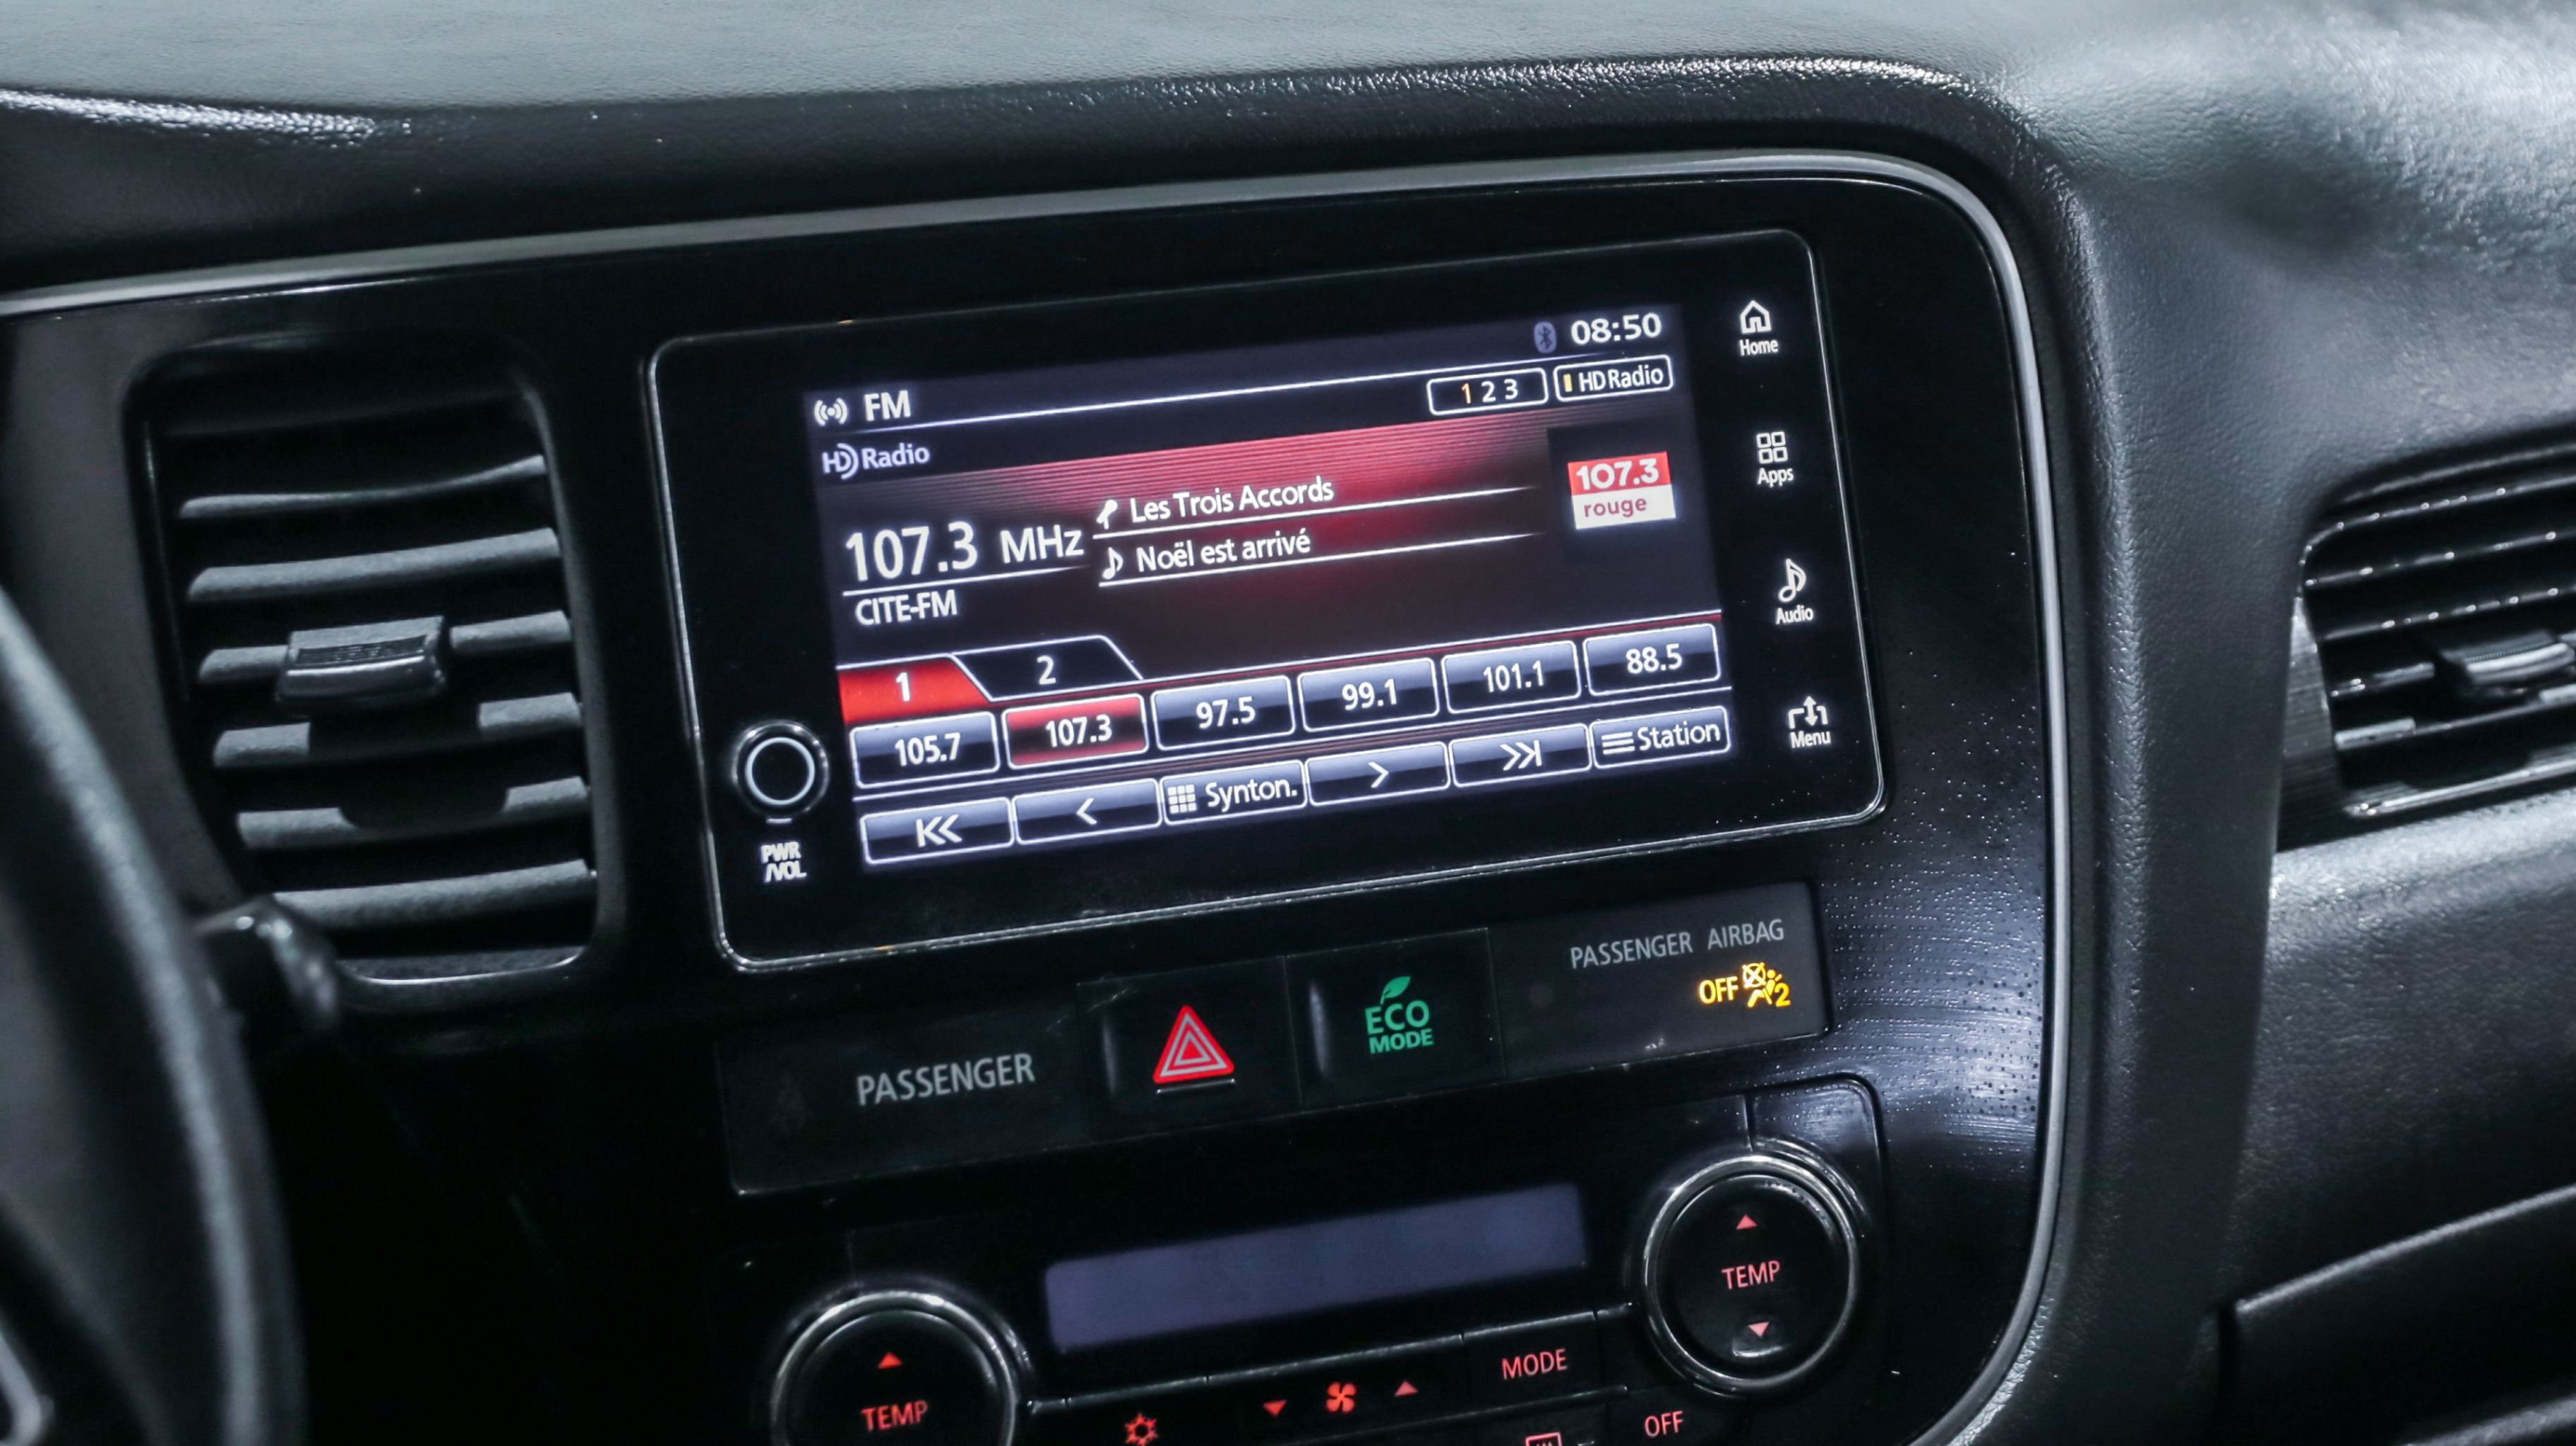 08:50
FM
1 2 3
HD Radio
HD Radio
107.3
rouge
Les Trois Accords
107.3 MHz
Noël est arrivé
CITE-FM
1
2
105.7
107.3
97.5
99.1
101.1
88.5
Synton.
Station
PWR
/VOL
Home
Apps
Audio
Menu
PASSENGER
ECO
MODE
PASSENGER AIRBAG
OFF 2
TEMP
TEMP
MODE
OFF